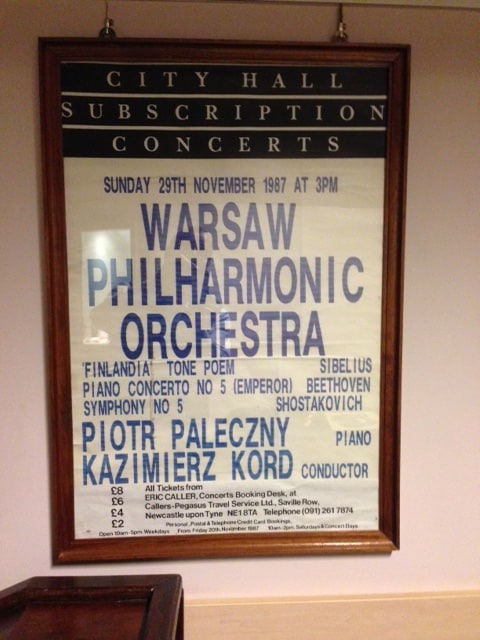 CITY HALL
SUBSCRIPTION
CONCERTS
SUNDAY 29TH NOVEMBER 1987 AT 3PM
WARSAW
PHILHARMONIC
ORCHESTRA
'FINLANDIA' TONE POEM SIBELIUS
PIANO CONCERTO NO 5 (EMPEROR) BEETHOVEN
SYMPHONY NO 5 SHOSTAKOVICH
PIOTR PALECZNY PIANO
KAZIMIERZ KORD CONDUCTOR
£8 All Tickets from
£6 ERIC CALLER, Concerts Booking Desk, at
£4 Callers-Pegasus Travel Service Ltd., Saville Row,
£2 Newcastle upon Tyne NE1 8TA Telephone (091) 261 7874
Personal, Postal & Telephone Credit Card Bookings,
Open 10am-5pm Weekdays From Friday 20th November 1987 10am-2pm Saturdays & Concert Days